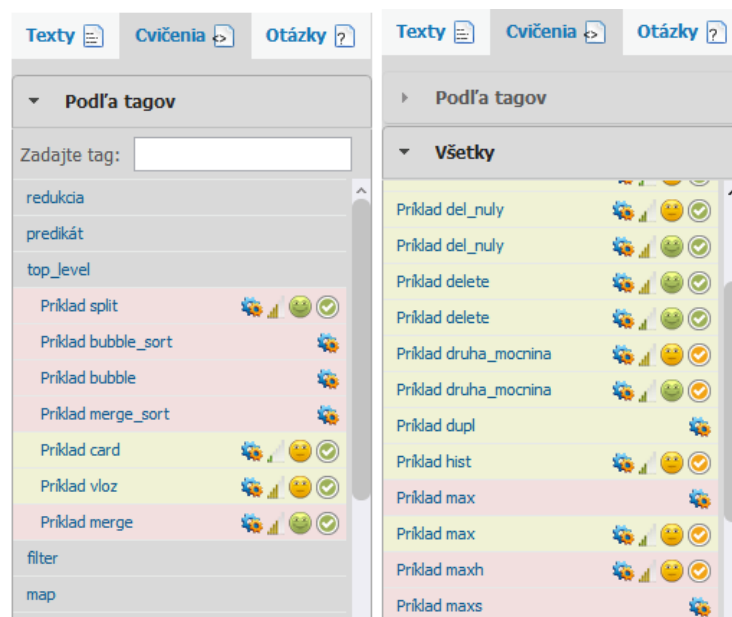 Texty Cvičenia Otázky
Podľa tagov
Zadajte tag:
redukcia
predikát
top_level
Príklad split
Príklad bubble_sort
Príklad bubble
Príklad merge_sort
Príklad card
Príklad vloz
Príklad merge
filter
map
Texty Cvičenia Otázky
Podľa tagov
Všetky
Príklad del_nuly
Príklad del_nuly
Príklad delete
Príklad delete
Príklad druha_mocnina
Príklad druha_mocnina
Príklad dupl
Príklad hist
Príklad max
Príklad max
Príklad maxh
Príklad maxs